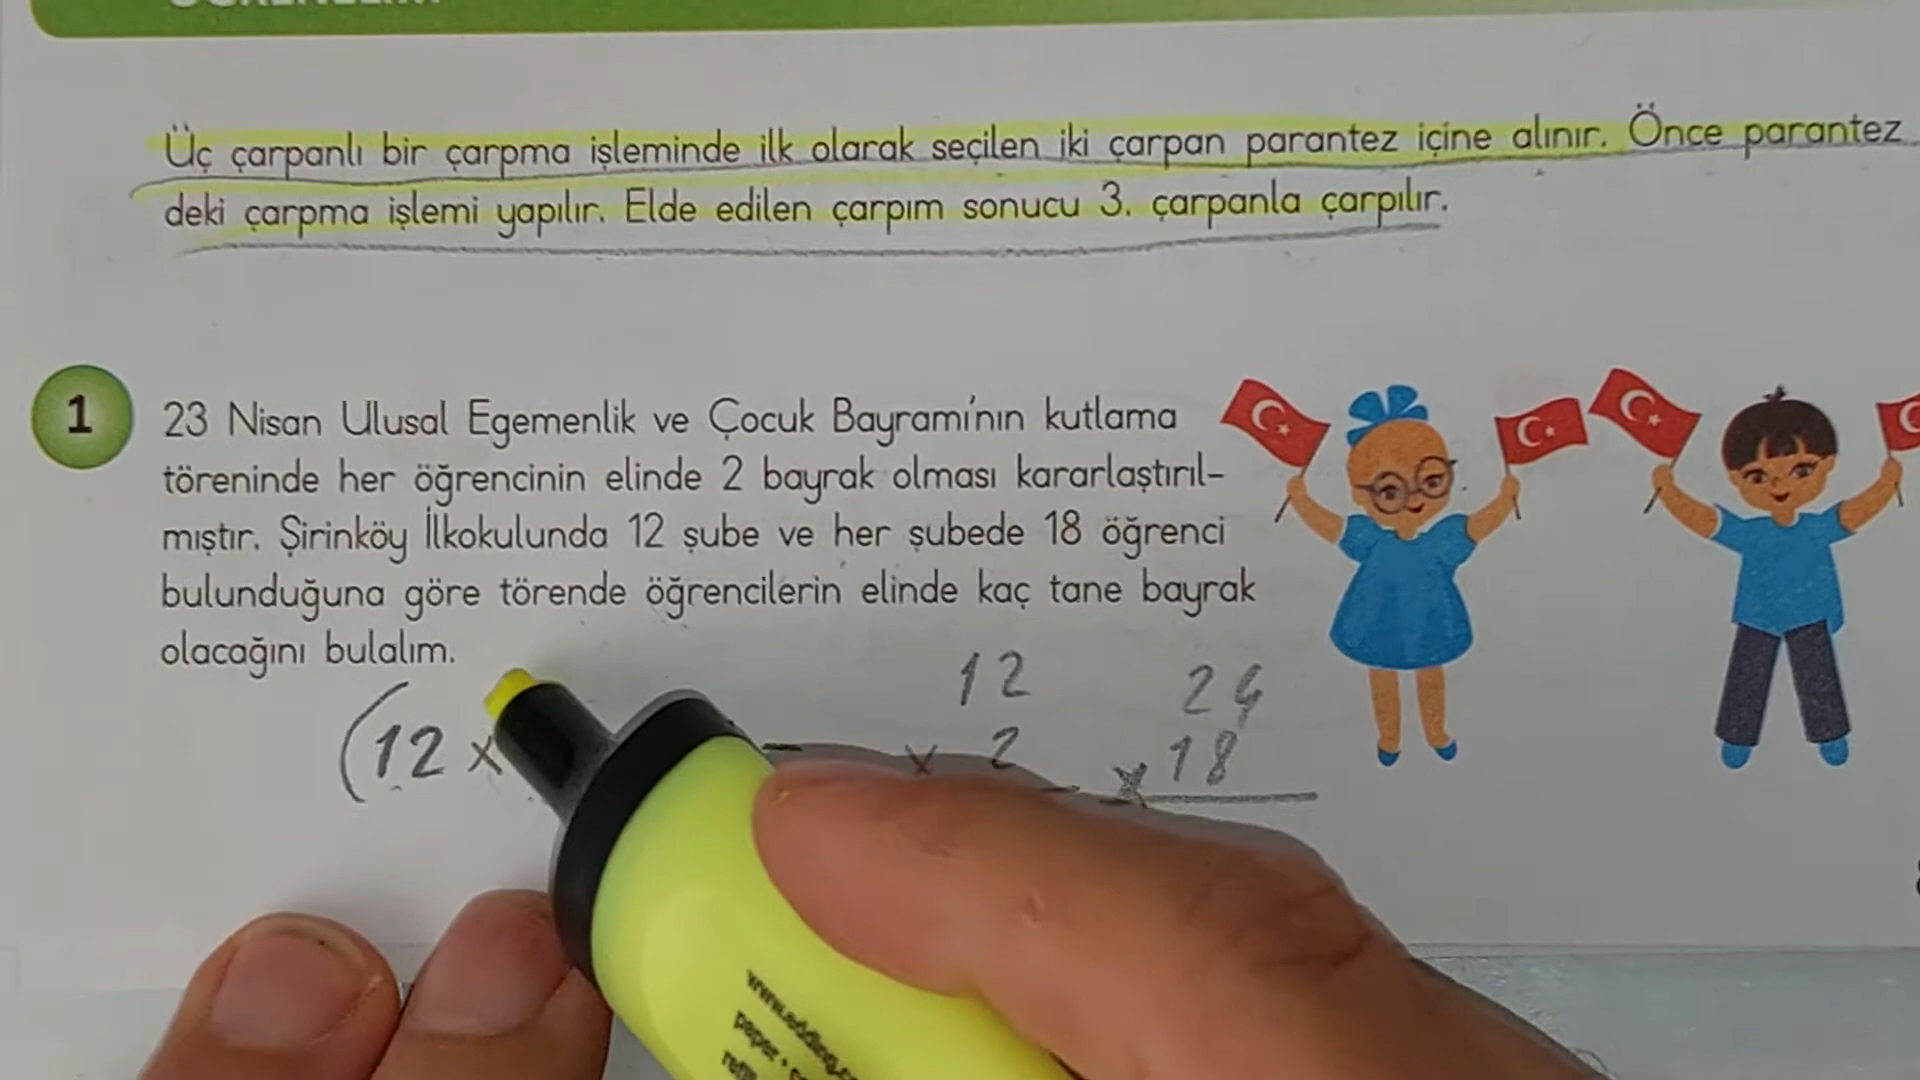 Üç çarpanlı bir çarpma işleminde ilk olarak seçilen iki çarpan parantez içine alınır. Önce parantez
deki çarpma işlemi yapılır. Elde edilen çarpım sonucu 3. çarpanla çarpılır.
1
23 Nisan Ulusal Egemenlik ve Çocuk Bayramı'nın kutlama
töreninde her öğrencinin elinde 2 bayrak olması kararlaştırıl-
mıştır. Şirinköy İlkokulunda 12 şube ve her şubede 18 öğrenci
bulunduğuna göre törende öğrencilerin elinde kaç tane bayrak
olacağını bulalım.
(12 x
12
x 2
24
x 18
www.edding.c
paper